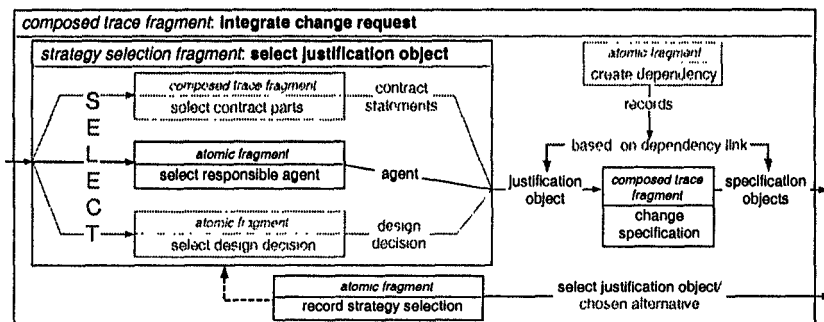 composed trace fragment: integrate change request
strategy selection fragment: select justification object
SELECT
composed trace fragment
select contract parts
contract
statements
atomic fragment
select responsible agent
agent
atomic fragment
select design decision
design
decision
atomic fragment
create dependency
records
based on dependency link
justification
object
composed trace
fragment
change
specification
specification
objects
atomic fragment
record strategy selection
select justification object/
chosen alternative